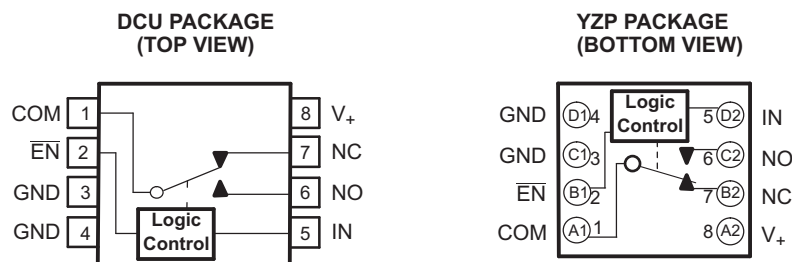 DCU PACKAGE
(TOP VIEW)
COM 1 8 V+
EN 2 7 NC
GND 3 6 NO
GND 4 5 IN
Logic
Control
YZP PACKAGE
(BOTTOM VIEW)
GND D1 4 5 D2 IN
GND C1 3 6 C2 NO
EN B1 2 7 B2 NC
COM A1 1 8 A2 V+
Logic
Control